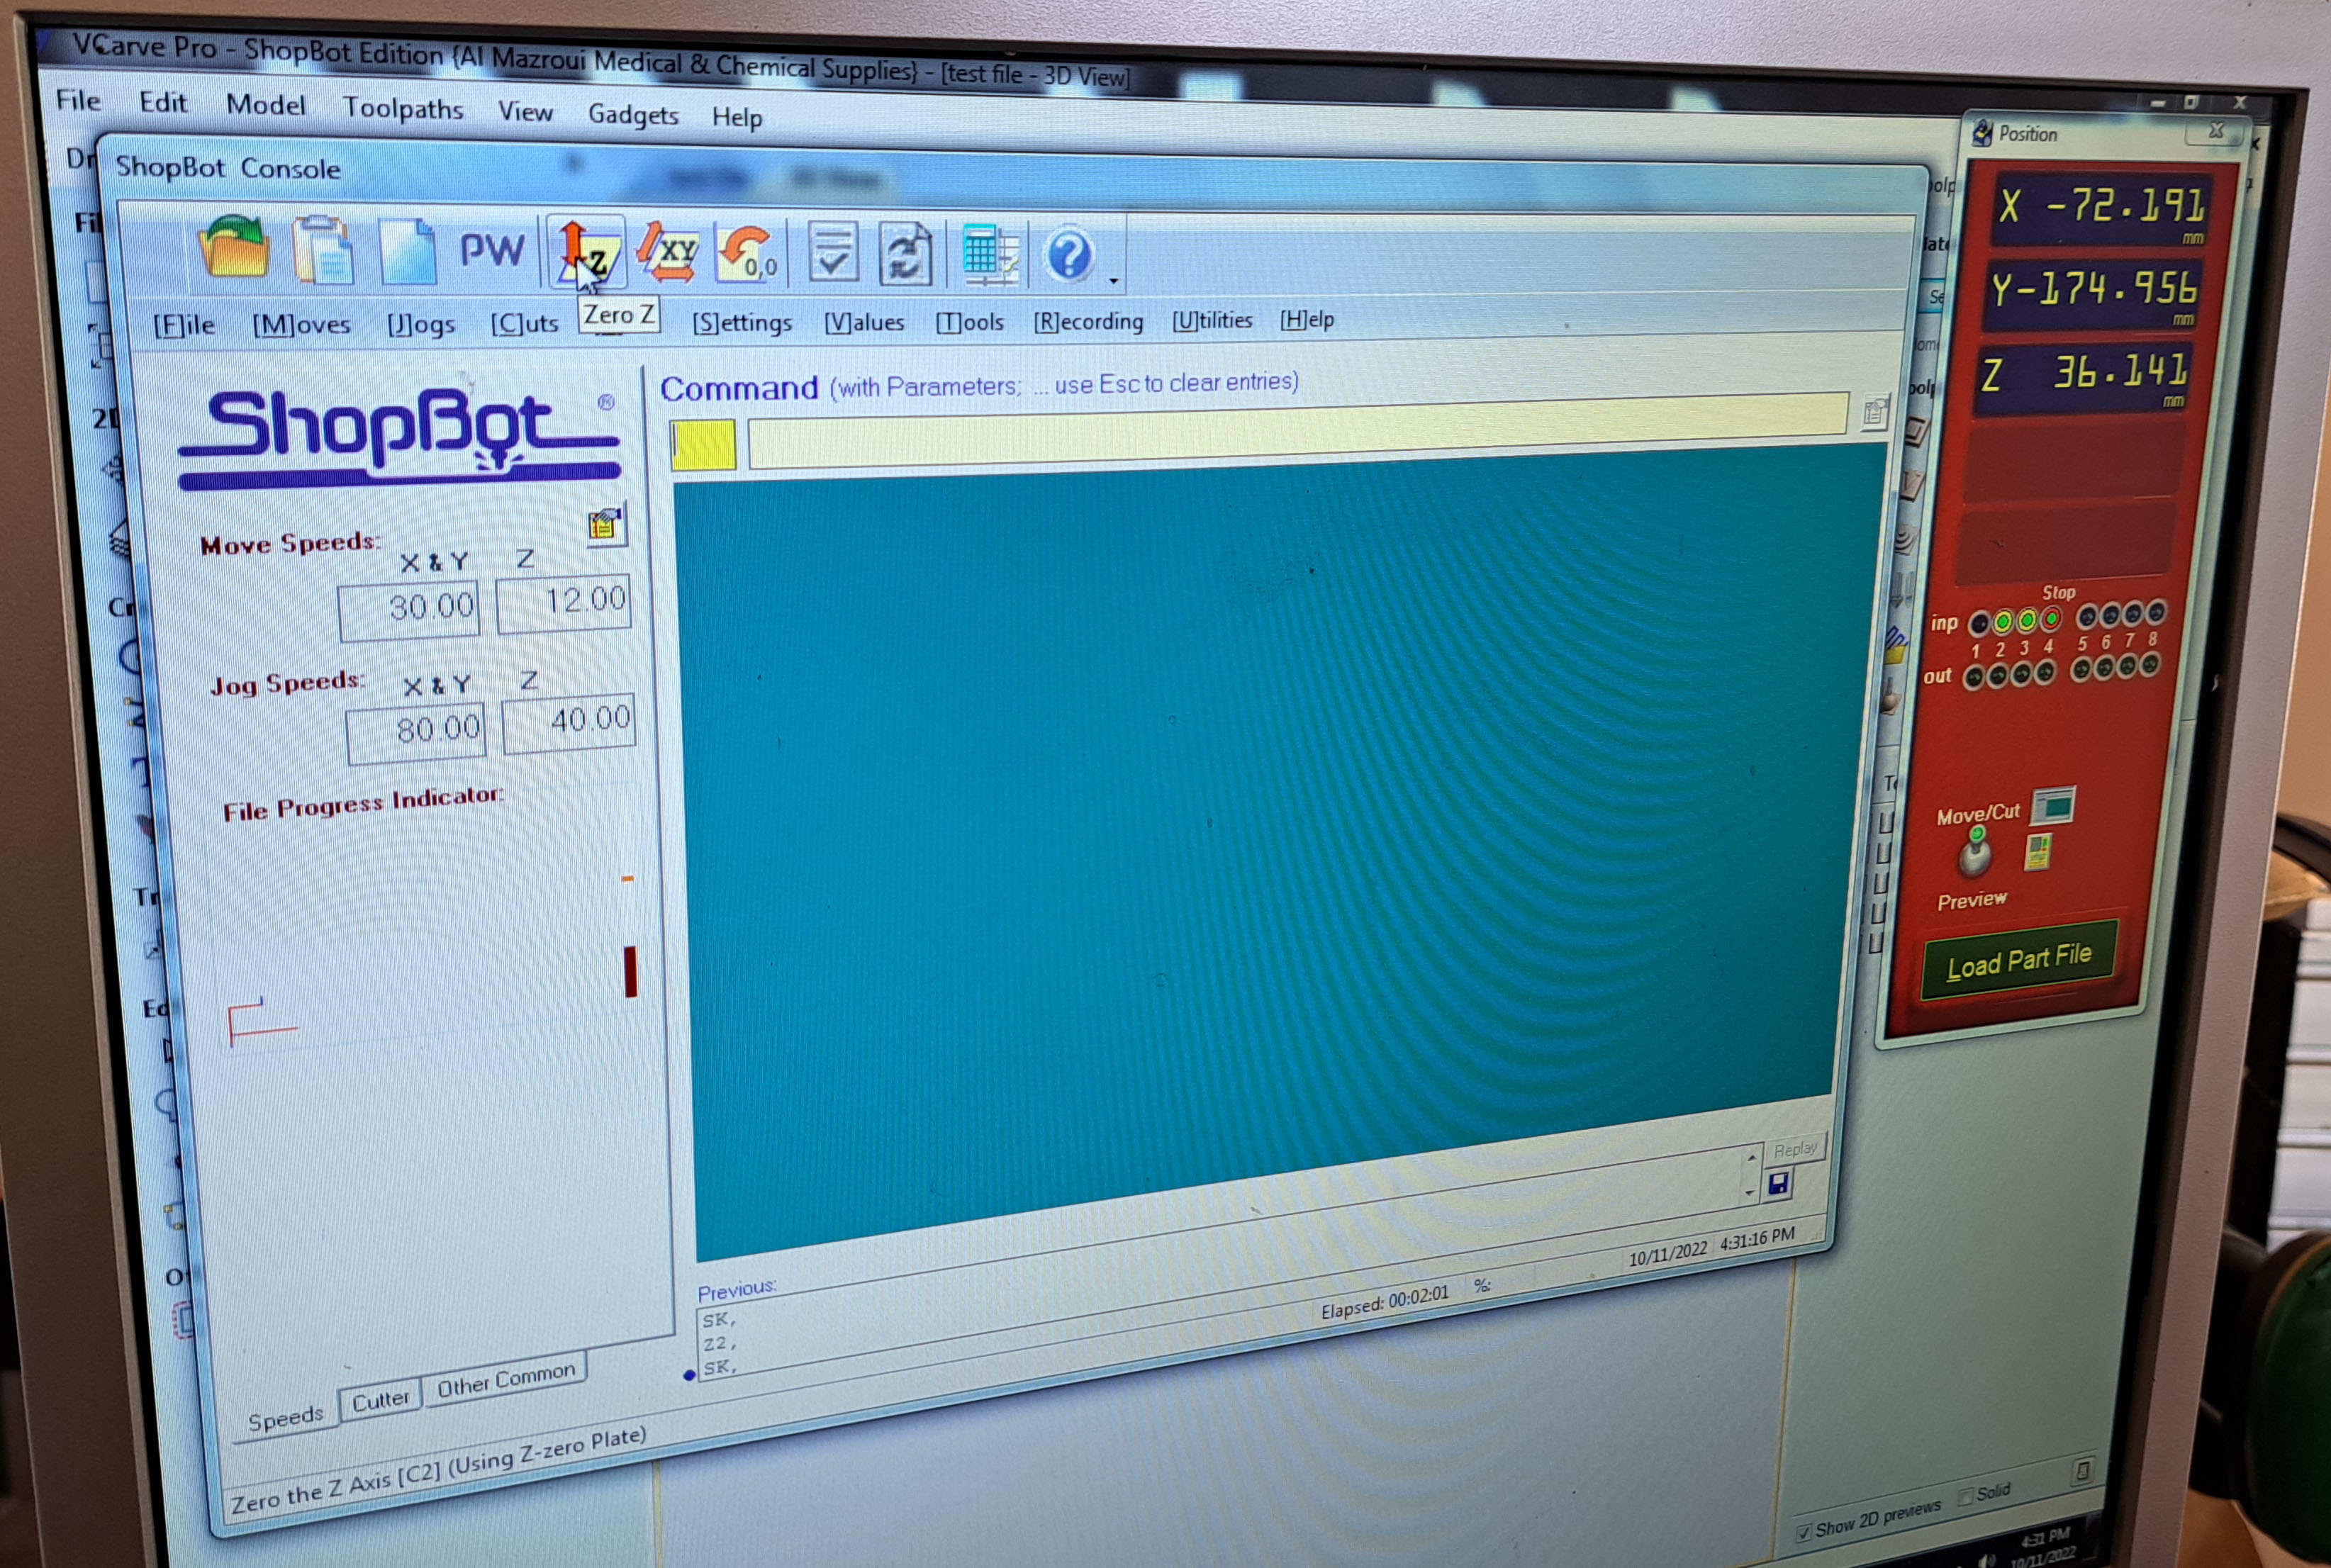 VCarve Pro - ShopBot Edition {Al Mazroui Medical & Chemical Supplies} - [test file - 3D View]
File Edit Model Toolpaths View Gadgets Help
ShopBot Console
PW Z XY 0,0
Zero Z
[F]ile [M]oves [J]ogs [C]uts [S]ettings [V]alues [T]ools [R]ecording [U]tilities [H]elp
ShopBot ®
Command (with Parameters; ... use Esc to clear entries)
Move Speeds:
X & Y Z
30.00 12.00
Jog Speeds:
X & Y Z
80.00 40.00
File Progress Indicator:
Replay
Previous:
SK,
Z2,
SK,
Elapsed: 00:02:01 %:
10/11/2022 4:31:16 PM
Speeds Cutter Other Common
Zero the Z Axis [C2] (Using Z-zero Plate)
Position
X -72.191
mm
Y-174.956
mm
Z 36.141
mm
Stop
inp
1 2 3 4 5 6 7 8
out
Move/Cut
Preview
Load Part File
Show 2D previews Solid
4:31 PM
10/11/2022